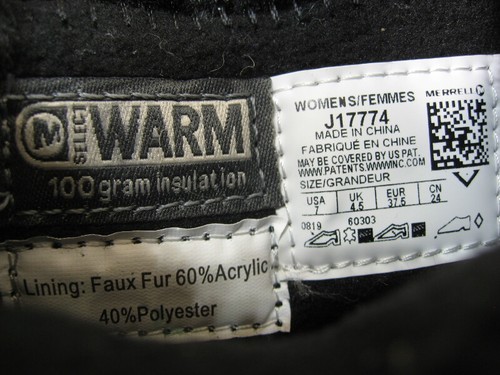 M SELECT WARM
100gram insulation
Lining: Faux Fur 60%Acrylic
40%Polyester
WOMENS/FEMMES
MERRELL
J17774
MADE IN CHINA
FABRIQUÉ EN CHINE
MAY BE COVERED BY US PAT.
WWW.PATENTS.WWWINC.COM
SIZE/GRANDEUR
USA UK EUR CN
7 4.5 37.5 24
0819 60303